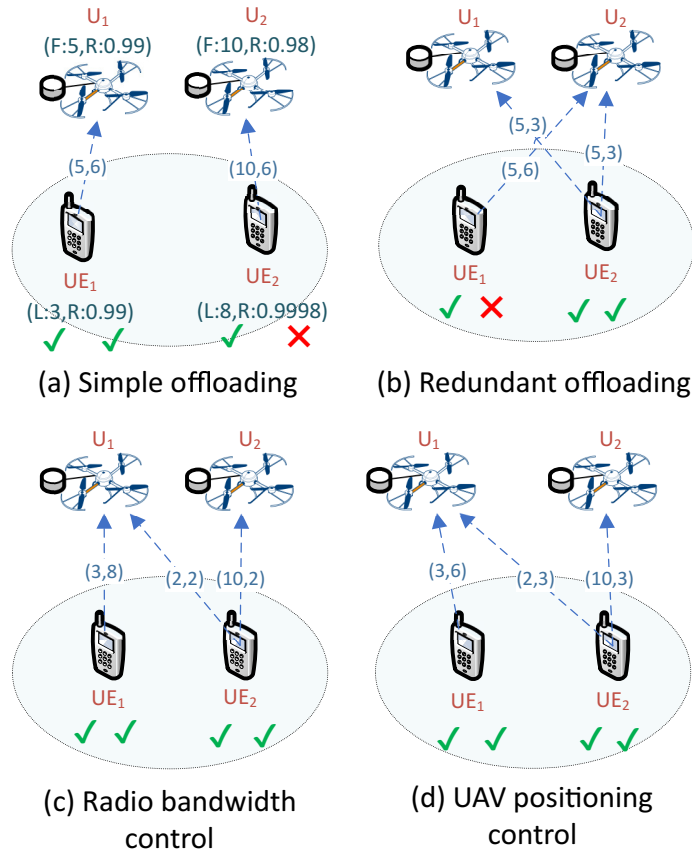 U₁ U₂
(F:5,R:0.99) (F:10,R:0.98)
(5,6) (10,6)
UE₁ UE₂
(L:3,R:0.99) (L:8,R:0.9998)
(a) Simple offloading
U₁ U₂
(5,3)
(5,6) (5,3)
UE₁ UE₂
(b) Redundant offloading
U₁ U₂
(3,8) (2,2) (10,2)
UE₁ UE₂
(c) Radio bandwidth
control
U₁ U₂
(3,6) (2,3) (10,3)
UE₁ UE₂
(d) UAV positioning
control